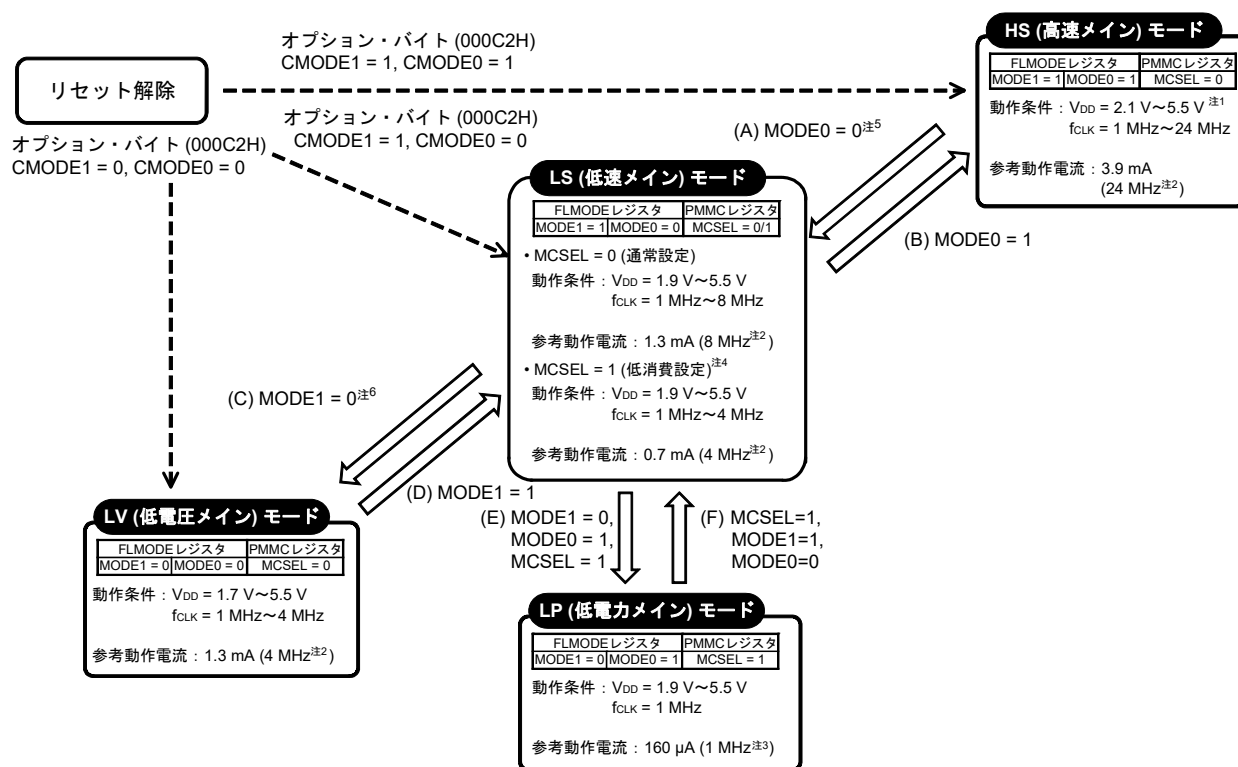 リセット解除
オプション・バイト (000C2H)
CMODE1 = 1, CMODE0 = 1
オプション・バイト (000C2H)
CMODE1 = 1, CMODE0 = 0
オプション・バイト (000C2H)
CMODE1 = 0, CMODE0 = 0
HS (高速メイン) モード
FLMODEレジスタ PMMCレジスタ
MODE1 = 1 MODE0 = 1 MCSEL = 0
動作条件：VDD = 2.1 V～5.5 V 注1
fCLK = 1 MHz～24 MHz
参考動作電流：3.9 mA
(24 MHz注2)
(A) MODE0 = 0注5
(B) MODE0 = 1
LS (低速メイン) モード
FLMODEレジスタ PMMCレジスタ
MODE1 = 1 MODE0 = 0 MCSEL = 0/1
・MCSEL = 0 (通常設定)
動作条件：VDD = 1.9 V～5.5 V
fCLK = 1 MHz～8 MHz
参考動作電流：1.3 mA (8 MHz注2)
・MCSEL = 1 (低消費設定)注4
動作条件：VDD = 1.9 V～5.5 V
fCLK = 1 MHz～4 MHz
参考動作電流：0.7 mA (4 MHz注2)
(C) MODE1 = 0注6
(D) MODE1 = 1
LV (低電圧メイン) モード
FLMODEレジスタ PMMCレジスタ
MODE1 = 0 MODE0 = 0 MCSEL = 0
動作条件：VDD = 1.7 V～5.5 V
fCLK = 1 MHz～4 MHz
参考動作電流：1.3 mA (4 MHz注2)
(E) MODE1 = 0,
MODE0 = 1,
MCSEL = 1
(F) MCSEL=1,
MODE1=1,
MODE0=0
LP (低電力メイン) モード
FLMODEレジスタ PMMCレジスタ
MODE1 = 0 MODE0 = 1 MCSEL = 1
動作条件：VDD = 1.9 V～5.5 V
fCLK = 1 MHz
参考動作電流：160 μA (1 MHz注3)